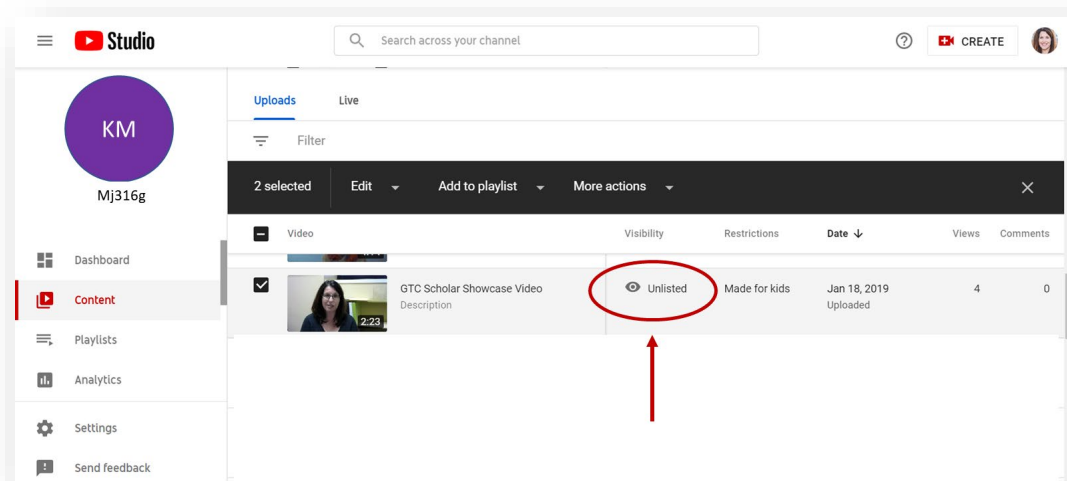 Studio
Search across your channel
CREATE
KM
Mj316g
Uploads Live
Filter
2 selected Edit Add to playlist More actions
Video Visibility Restrictions Date ↓ Views Comments
Dashboard
GTC Scholar Showcase Video Unlisted Made for kids Jan 18, 2019 4 0
Description Uploaded
2:23
Content
Playlists
Analytics
Settings
Send feedback